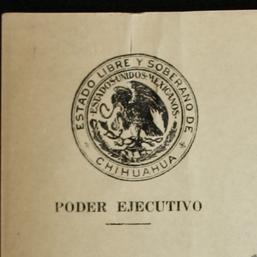 ESTADO LIBRE Y SOBERANO DE
CHIHUAHUA
ESTADOS UNIDOS MEXICANOS
PODER EJECUTIVO